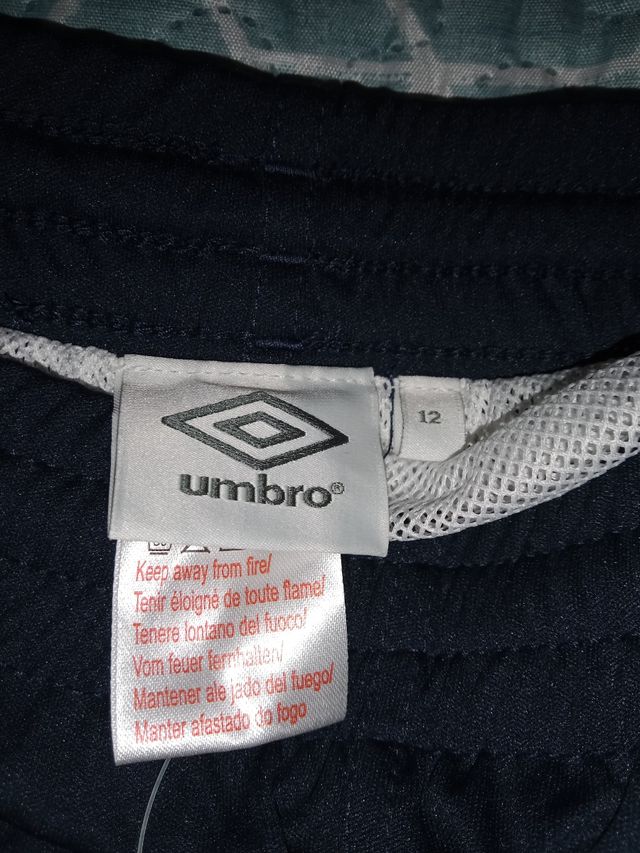 umbro®
12
Keep away from fire/
Tenir éloigné de toute flame/
Tenere lontano del fuoco/
Vom feuer fernhalten/
Mantener ale jado del fuego/
Manter afastado do fogo